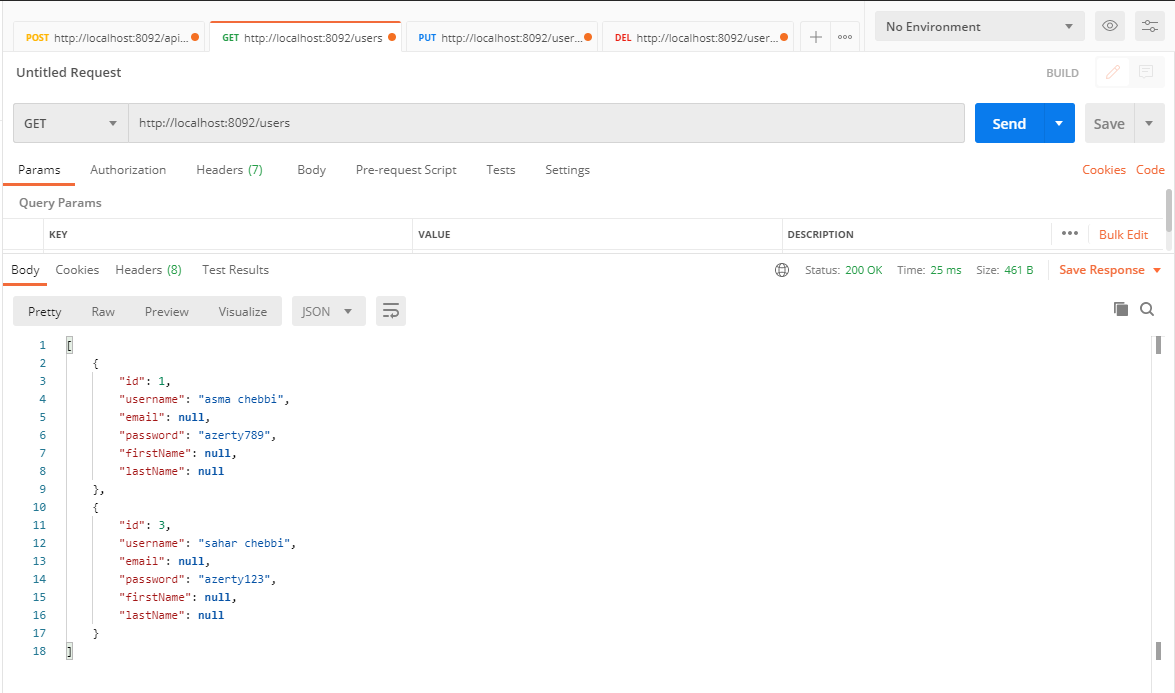 POST http://localhost:8092/api...
GET http://localhost:8092/users
PUT http://localhost:8092/user...
DEL http://localhost:8092/user...
No Environment
Untitled Request
BUILD
GET
http://localhost:8092/users
Send
Save
Params
Authorization
Headers (7)
Body
Pre-request Script
Tests
Settings
Cookies
Code
Query Params
KEY
VALUE
DESCRIPTION
Bulk Edit
Body
Cookies
Headers (8)
Test Results
Status: 200 OK
Time: 25 ms
Size: 461 B
Save Response
Pretty
Raw
Preview
Visualize
JSON
1 [
2 {
3 "id": 1,
4 "username": "asma chebbi",
5 "email": null,
6 "password": "azerty789",
7 "firstName": null,
8 "lastName": null
9 },
10 {
11 "id": 3,
12 "username": "sahar chebbi",
13 "email": null,
14 "password": "azerty123",
15 "firstName": null,
16 "lastName": null
17 }
18 ]